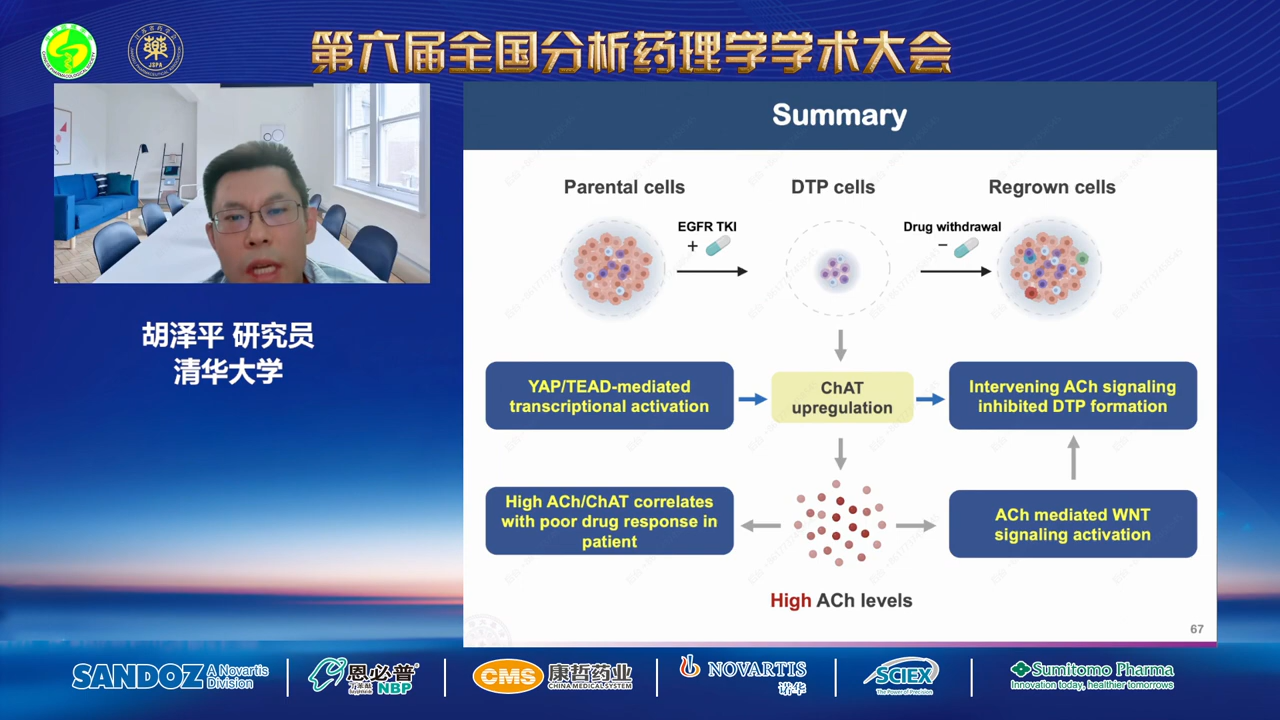 第六届全国分析药理学学术大会
JSPA
胡泽平 研究员
清华大学
Summary
Parental cells
DTP cells
Regrown cells
EGFR TKI
+
Drug withdrawal
−
YAP/TEAD-mediated
transcriptional activation
ChAT
upregulation
Intervening ACh signaling
inhibited DTP formation
High ACh/ChAT correlates
with poor drug response in
patient
ACh mediated WNT
signaling activation
High ACh levels
67
SANDOZ A Novartis
Division
恩必普®
NBP
CMS 康哲药业
CHINA MEDICAL SYSTEM
NOVARTIS
诺华
SCIEX
The Power of Precision
Sumitomo Pharma
Innovation today, healthier tomorrows